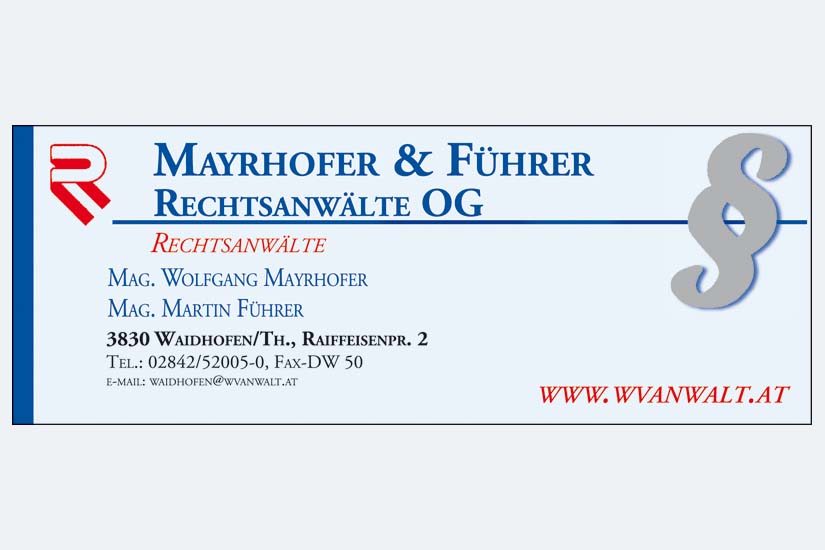 Mayrhofer & Führer
Rechtsanwälte OG
§
Rechtsanwälte
Mag. Wolfgang Mayrhofer
Mag. Martin Führer
3830 Waidhofen/Th., Raiffeisenpr. 2
Tel.: 02842/52005-0, Fax-DW 50
e-mail: waidhofen@wvanwalt.at
www.wvanwalt.at